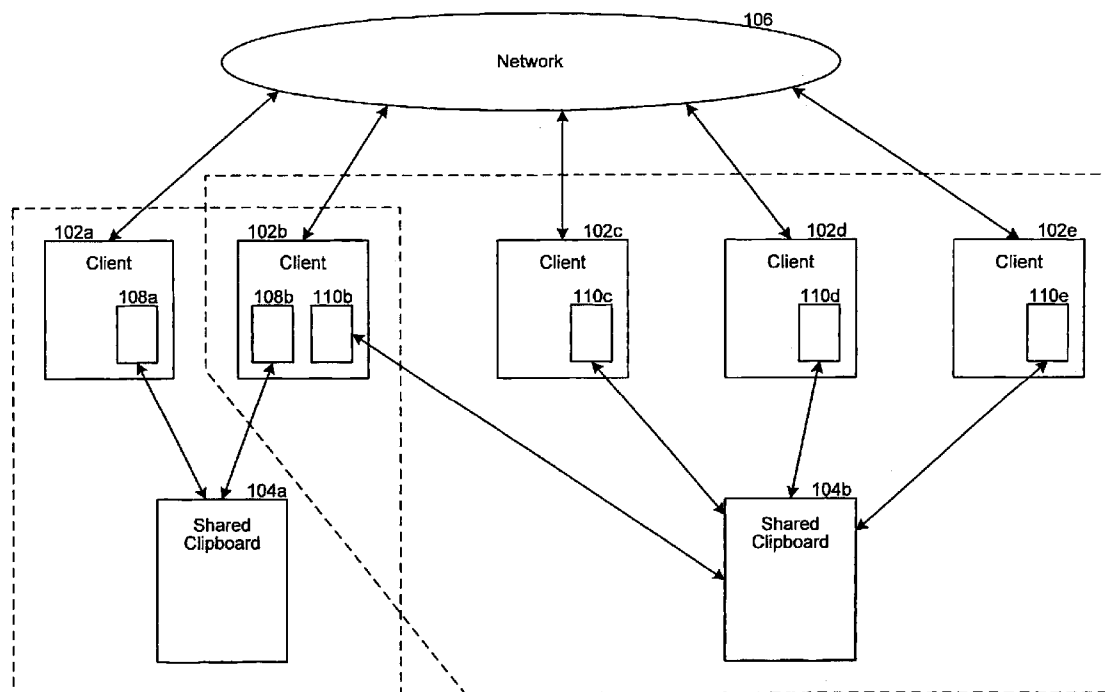 106
Network
102a
102b
102c
102d
102e
Client
Client
Client
Client
Client
108a
108b
110b
110c
110d
110e
104a
104b
Shared
Clipboard
Shared
Clipboard